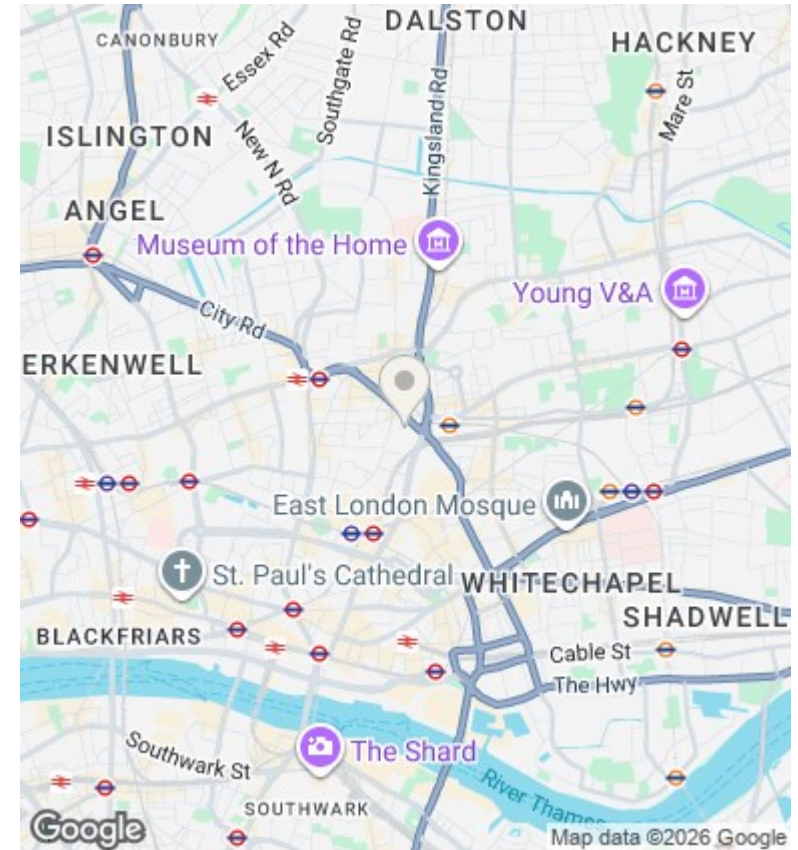 DALSTON
CANONBURY
Essex Rd
Southgate Rd
HACKNEY
Kingsland Rd
Mare St
ISLINGTON
New N Rd
ANGEL
Museum of the Home
Young V&A
City Rd
ERKENWELL
East London Mosque
St. Paul's Cathedral
WHITECHAPEL
SHADWELL
BLACKFRIARS
Cable St
The Hwy
Southwark St
The Shard
River Thames
SOUTHWARK
Google
Map data ©2026 Google